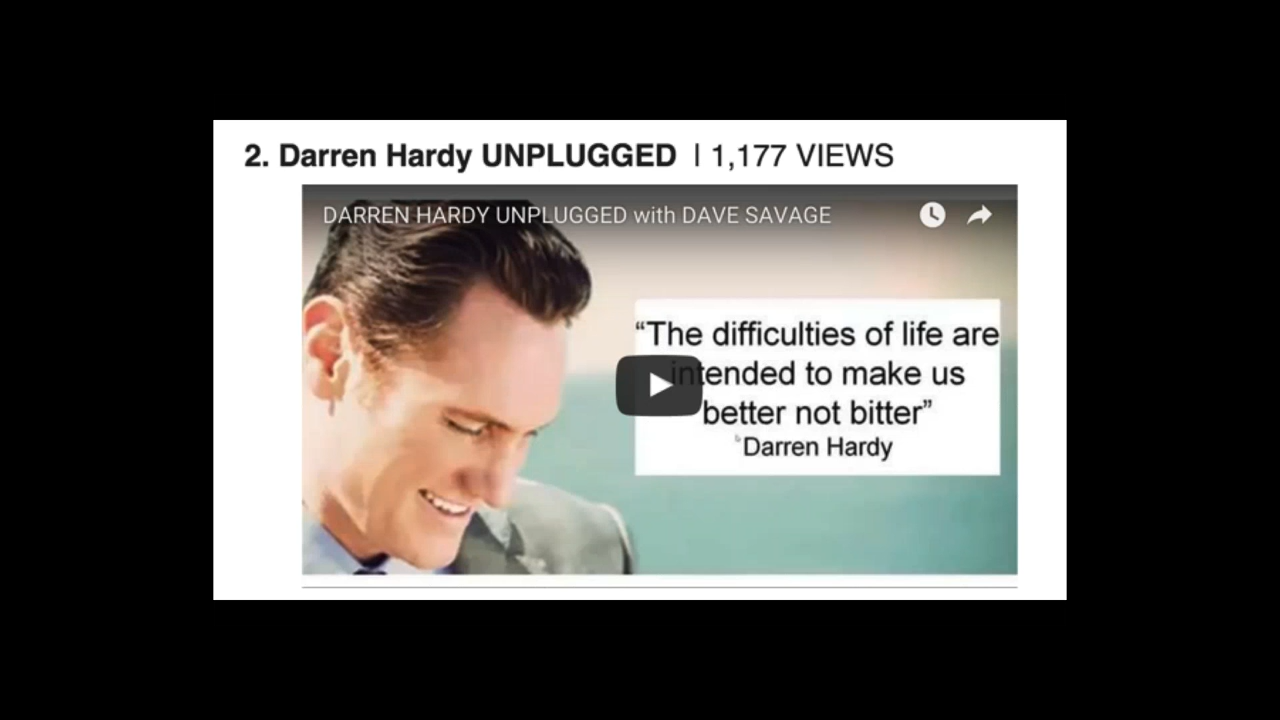 2. Darren Hardy UNPLUGGED | 1,177 VIEWS
DARREN HARDY UNPLUGGED with DAVE SAVAGE
“The difficulties of life are
intended to make us
better not bitter”
Darren Hardy